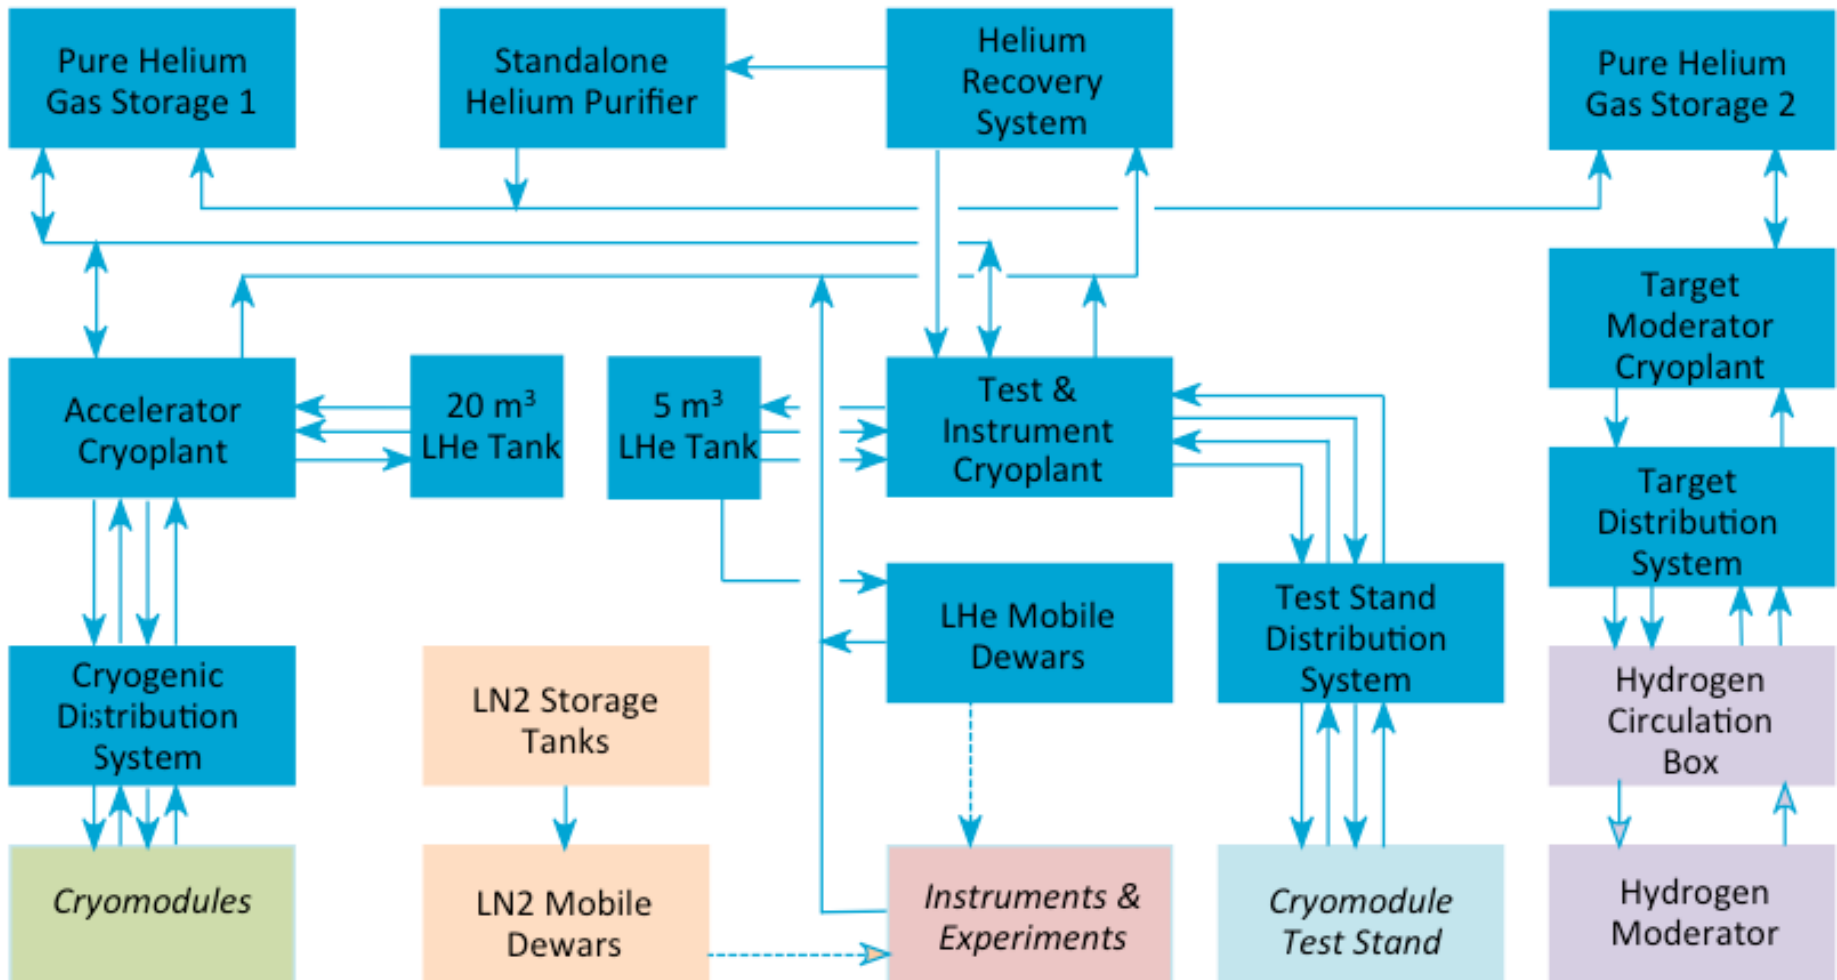 Pure Helium
Gas Storage 1
Standalone
Helium Purifier
Helium
Recovery
System
Pure Helium
Gas Storage 2
Target
Moderator
Cryoplant
Accelerator
Cryoplant
20 m³
LHe Tank
5 m³
LHe Tank
Test &
Instrument
Cryoplant
Target
Distribution
System
Cryogenic
Distribution
System
LN2 Storage
Tanks
LHe Mobile
Dewars
Test Stand
Distribution
System
Hydrogen
Circulation
Box
Cryomodules
LN2 Mobile
Dewars
Instruments &
Experiments
Cryomodule
Test Stand
Hydrogen
Moderator